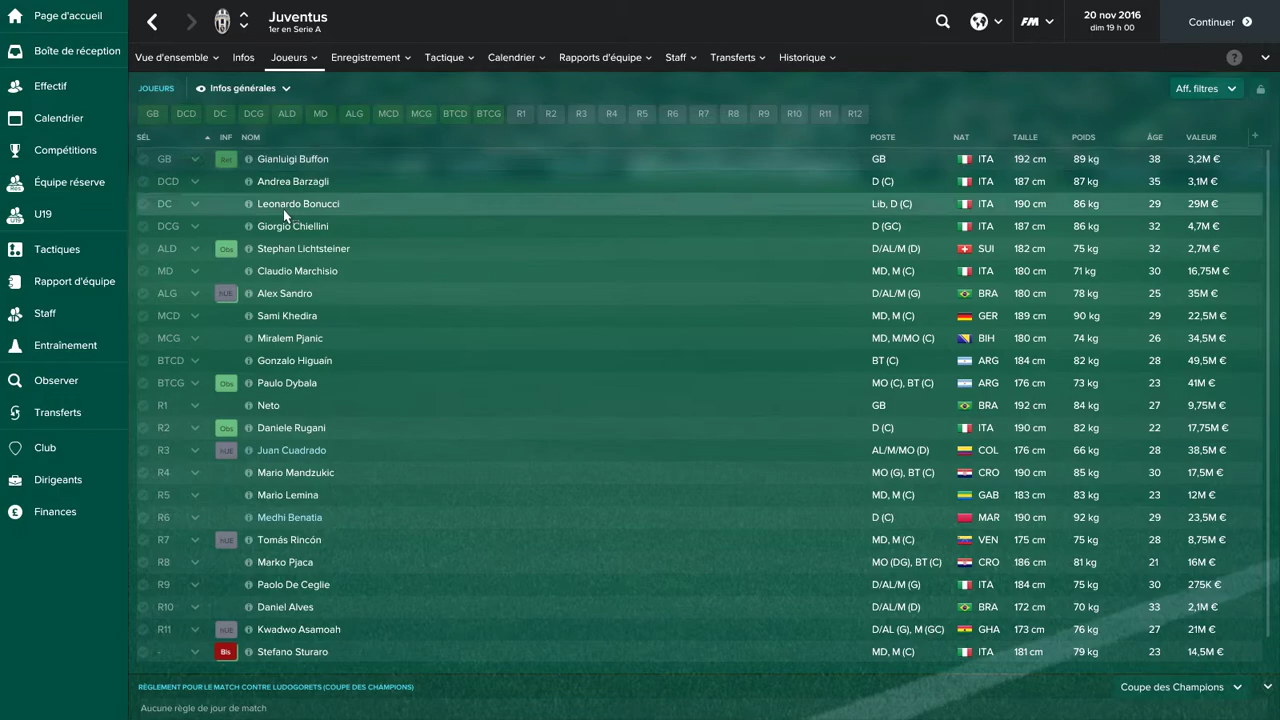 Page d'accueil
Boîte de réception
Effectif
Calendrier
Compétitions
Équipe réserve
U19
Tactiques
Rapport d'équipe
Staff
Entraînement
Observer
Transferts
Club
Dirigeants
Finances
Juventus
1er en Serie A
FM
20 nov 2016
dim 19 h 00
Continuer
Vue d'ensemble Infos Joueurs Enregistrement Tactique Calendrier Rapports d'équipe Staff Transferts Historique
JOUEURS Infos générales Aff. filtres
GB DCD DC DCG ALD MD ALG MCD MCG BTCD BTCG R1 R2 R3 R4 R5 R6 R7 R8 R9 R10 R11 R12
SÉL INF NOM POSTE NAT TAILLE POIDS ÂGE VALEUR
GB Ret Gianluigi Buffon GB ITA 192 cm 89 kg 38 3,2M €
DCD Andrea Barzagli D (C) ITA 187 cm 87 kg 35 3,1M €
DC Leonardo Bonucci Lib, D (C) ITA 190 cm 86 kg 29 29M €
DCG Giorgio Chiellini D (GC) ITA 187 cm 86 kg 32 4,7M €
ALD Obs Stephan Lichtsteiner D/AL/M (D) SUI 182 cm 75 kg 32 2,7M €
MD Claudio Marchisio MD, M (C) ITA 180 cm 71 kg 30 16,75M €
ALG hUE Alex Sandro D/AL/M (G) BRA 180 cm 78 kg 25 35M €
MCD Sami Khedira MD, M (C) GER 189 cm 90 kg 29 22,5M €
MCG Miralem Pjanic MD, M/MO (C) BIH 180 cm 74 kg 26 34,5M €
BTCD Gonzalo Higuaín BT (C) ARG 184 cm 82 kg 28 49,5M €
BTCG Obs Paulo Dybala MO (C), BT (C) ARG 176 cm 73 kg 23 41M €
R1 Neto GB BRA 192 cm 84 kg 27 9,75M €
R2 Obs Daniele Rugani D (C) ITA 190 cm 82 kg 22 17,75M €
R3 hUE Juan Cuadrado AL/M/MO (D) COL 176 cm 66 kg 28 38,5M €
R4 Mario Mandzukic MO (G), BT (C) CRO 190 cm 85 kg 30 17,5M €
R5 Mario Lemina MD, M (C) GAB 183 cm 83 kg 23 12M €
R6 Medhi Benatia D (C) MAR 190 cm 92 kg 29 23,5M €
R7 hUE Tomás Rincón MD, M (C) VEN 175 cm 75 kg 28 8,75M €
R8 Marko Pjaca MO (DG), BT (C) CRO 186 cm 81 kg 21 16M €
R9 Paolo De Ceglie D/AL/M (G) ITA 184 cm 75 kg 30 275K €
R10 Daniel Alves D/AL/M (D) BRA 172 cm 70 kg 33 2,1M €
R11 hUE Kwadwo Asamoah D/AL (G), M (GC) GHA 173 cm 76 kg 27 21M €
- Bls Stefano Sturaro MD, M (C) ITA 181 cm 79 kg 23 14,5M €
RÈGLEMENT POUR LE MATCH CONTRE LUDOGORETS (COUPE DES CHAMPIONS) Coupe des Champions
Aucune règle de jour de match